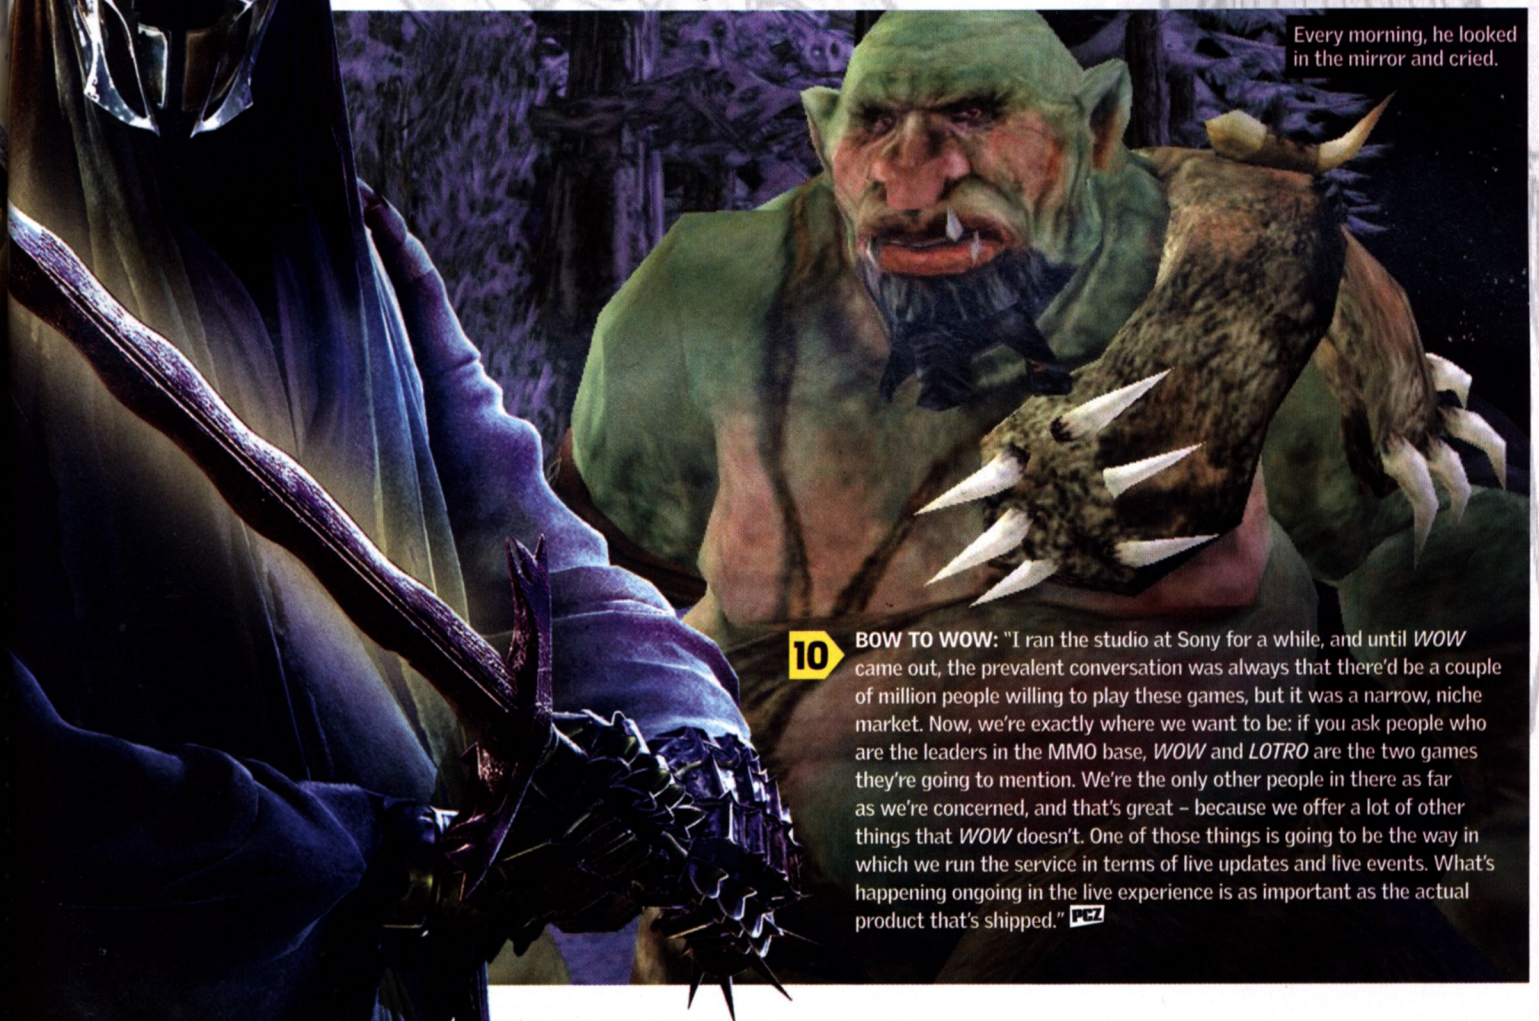 Every morning, he looked
in the mirror and cried.
10
BOW TO WOW: “I ran the studio at Sony for a while, and until WOW
came out, the prevalent conversation was always that there’d be a couple
of million people willing to play these games, but it was a narrow, niche
market. Now, we’re exactly where we want to be: if you ask people who
are the leaders in the MMO base, WOW and LOTRO are the two games
they’re going to mention. We’re the only other people in there as far
as we’re concerned, and that’s great – because we offer a lot of other
things that WOW doesn’t. One of those things is going to be the way in
which we run the service in terms of live updates and live events. What’s
happening ongoing in the live experience is as important as the actual
product that’s shipped.” PCZ